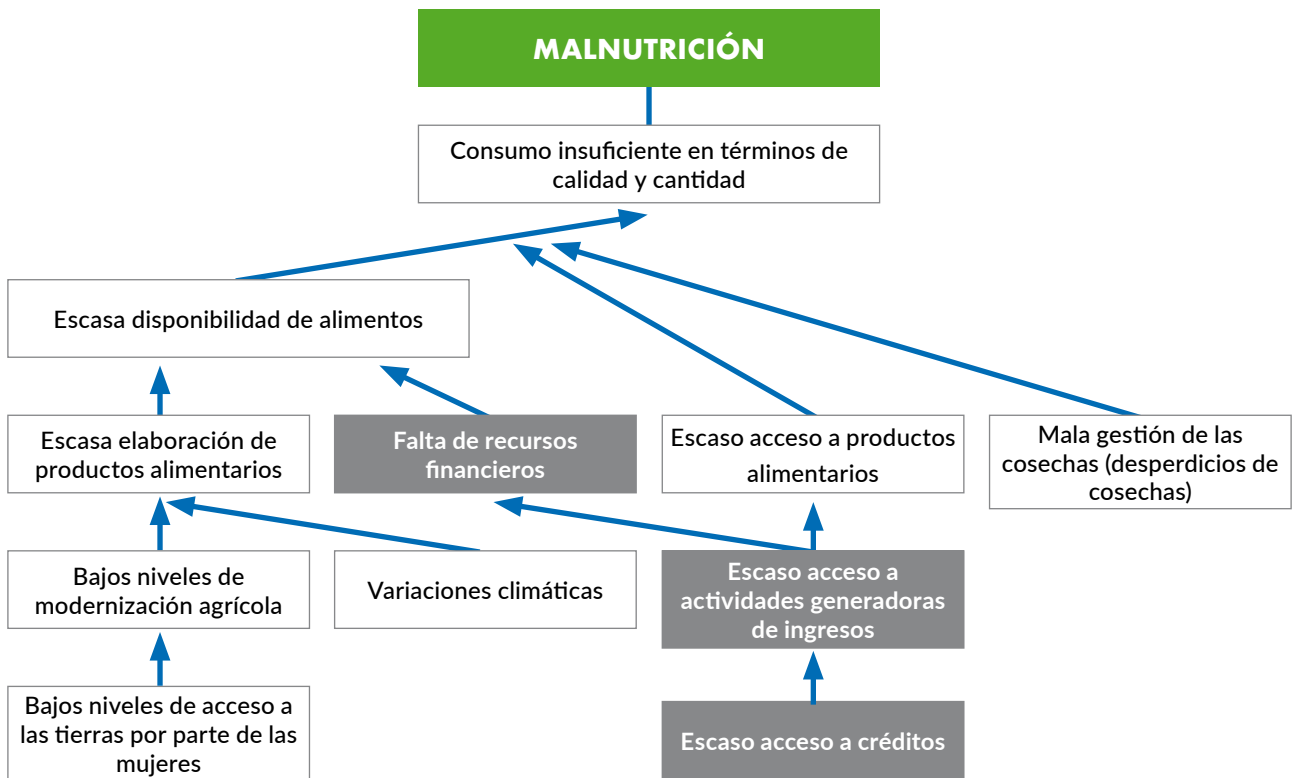 MALNUTRICIÓN
Consumo insuficiente en términos de
calidad y cantidad
Escasa disponibilidad de alimentos
Escasa elaboración de
productos alimentarios
Falta de recursos
financieros
Escaso acceso a productos
alimentarios
Mala gestión de las
cosechas (desperdicios de
cosechas)
Bajos niveles de
modernización agrícola
Variaciones climáticas
Escaso acceso a
actividades generadoras
de ingresos
Bajos niveles de acceso a
las tierras por parte de las
mujeres
Escaso acceso a créditos